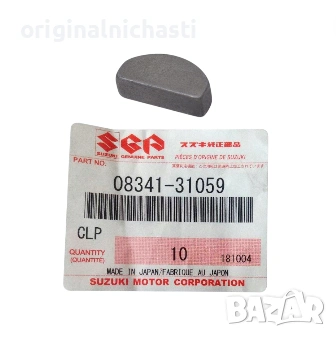 originalnichasti
SGP
スズキ純正部品
SUZUKI GENUINE PARTS
PIÈCES D'ORIGINE DE SUZUKI
PART NO.
08341-31059
CLP
QUANTITY
(QUANTITÉ)
10
181004
MADE IN JAPAN/FABRIQUE AU JAPON
SUZUKI MOTOR CORPORATION
BAZAR